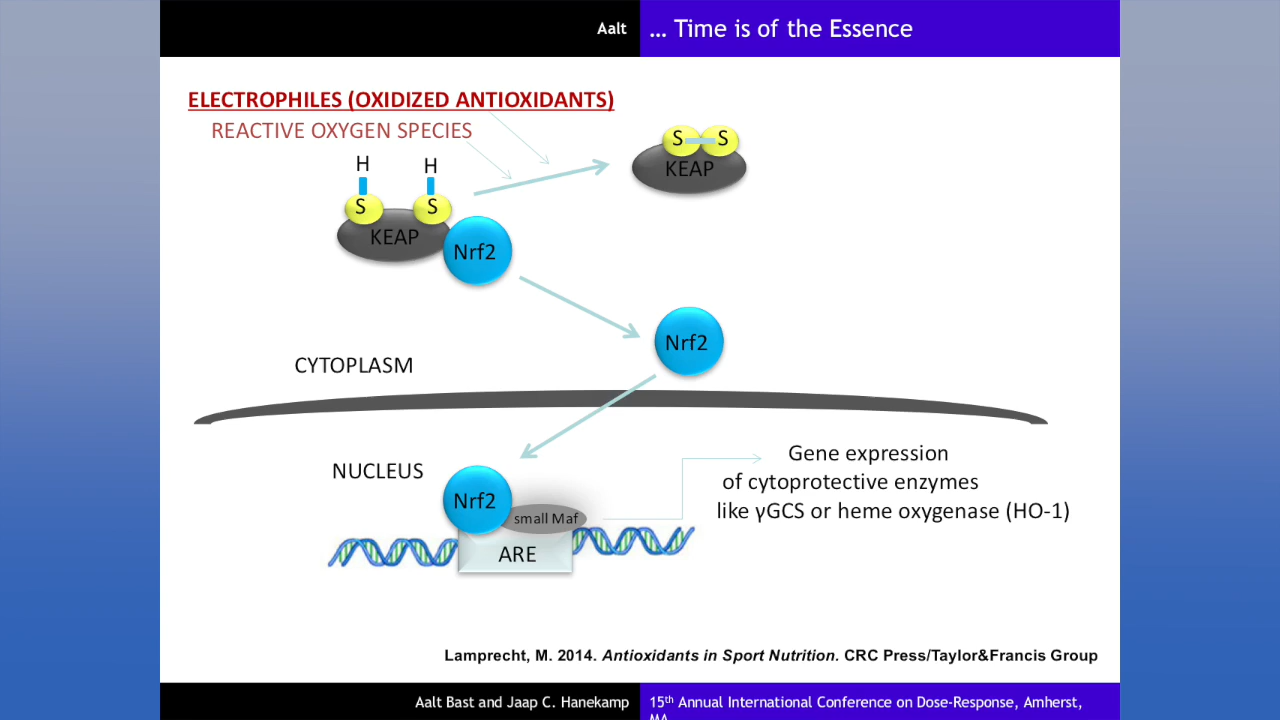 Aalt
... Time is of the Essence
ELECTROPHILES (OXIDIZED ANTIOXIDANTS)
REACTIVE OXYGEN SPECIES
H H
S S
KEAP
Nrf2
S S
KEAP
Nrf2
CYTOPLASM
NUCLEUS
Nrf2
small Maf
ARE
Gene expression
of cytoprotective enzymes
like γGCS or heme oxygenase (HO-1)
Lamprecht, M. 2014. Antioxidants in Sport Nutrition. CRC Press/Taylor&Francis Group
Aalt Bast and Jaap C. Hanekamp
15th Annual International Conference on Dose-Response, Amherst,
MA